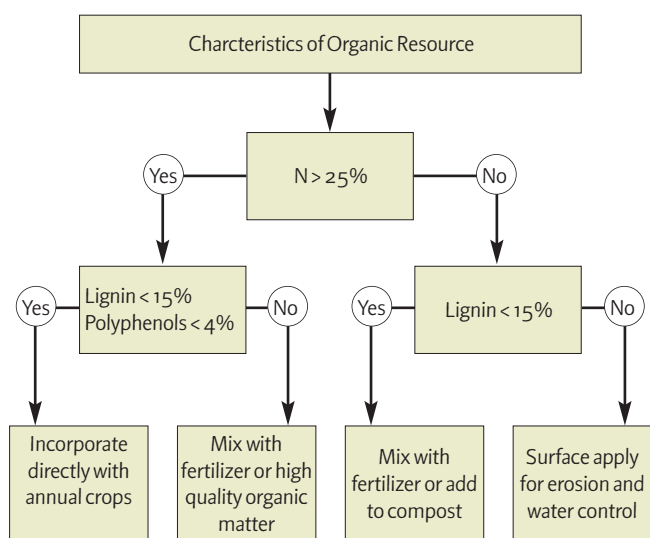 Charcteristics of Organic Resource
Yes
N > 25%
No
Yes
Lignin < 15%
Polyphenols < 4%
No
Yes
Lignin < 15%
No
Incorporate
directly with
annual crops
Mix with
fertilizer or high
quality organic
matter
Mix with
fertilizer or add
to compost
Surface apply
for erosion and
water control